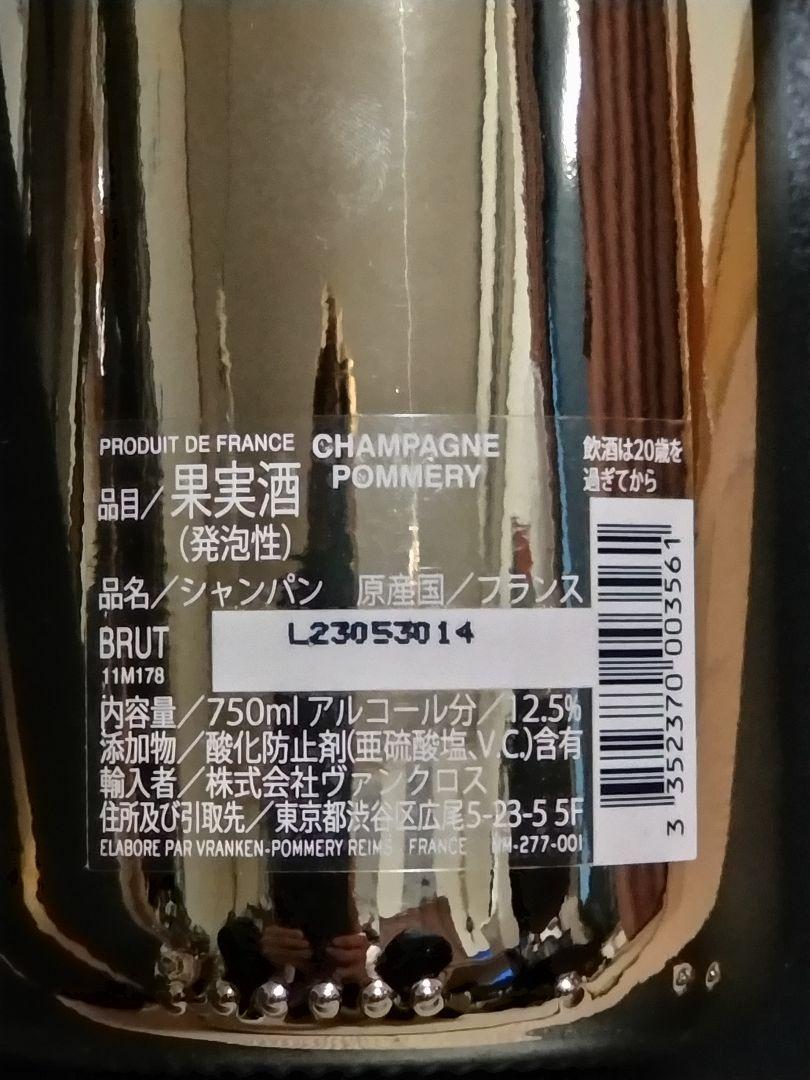 PRODUIT DE FRANCE CHAMPAGNE
POMMERY
飲酒は20歳を
過ぎてから
品目／果実酒
(発泡性)
品名／シャンパン 原産国／フランス
BRUT
L23053014
11M178
内容量／750ml アルコール分／12.5%
添加物／酸化防止剤(亜硫酸塩、V.C.)含有
輸入者／株式会社ヴァンクロス
住所及び引取先／東京都渋谷区広尾5-23-5 5F
ELABORE PAR VRANKEN-POMMERY REIMS FRANCE NM-277-001
3 352370 003561